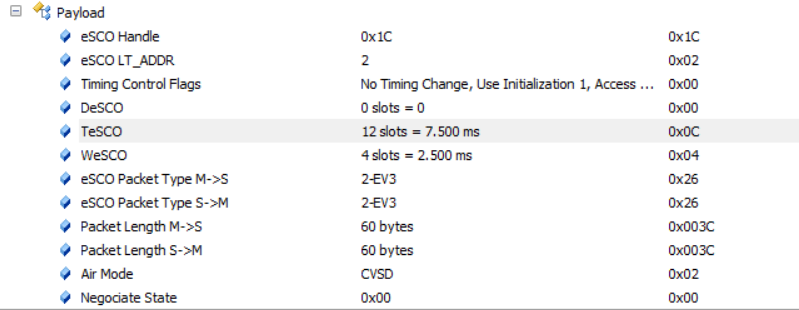 Payload
eSCO Handle 0x1C 0x1C
eSCO LT_ADDR 2 0x02
Timing Control Flags No Timing Change, Use Initialization 1, Access ... 0x00
DeSCO 0 slots = 0 0x00
TeSCO 12 slots = 7.500 ms 0x0C
WeSCO 4 slots = 2.500 ms 0x04
eSCO Packet Type M->S 2-EV3 0x26
eSCO Packet Type S->M 2-EV3 0x26
Packet Length M->S 60 bytes 0x003C
Packet Length S->M 60 bytes 0x003C
Air Mode CVSD 0x02
Negociate State 0x00 0x00